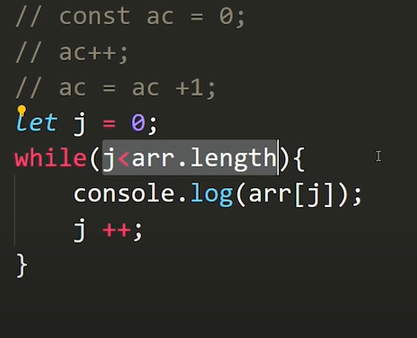 // const ac = 0;
// ac++;
// ac = ac +1;
let j = 0;
while(j<arr.length){
    console.log(arr[j]);
    j ++;
}